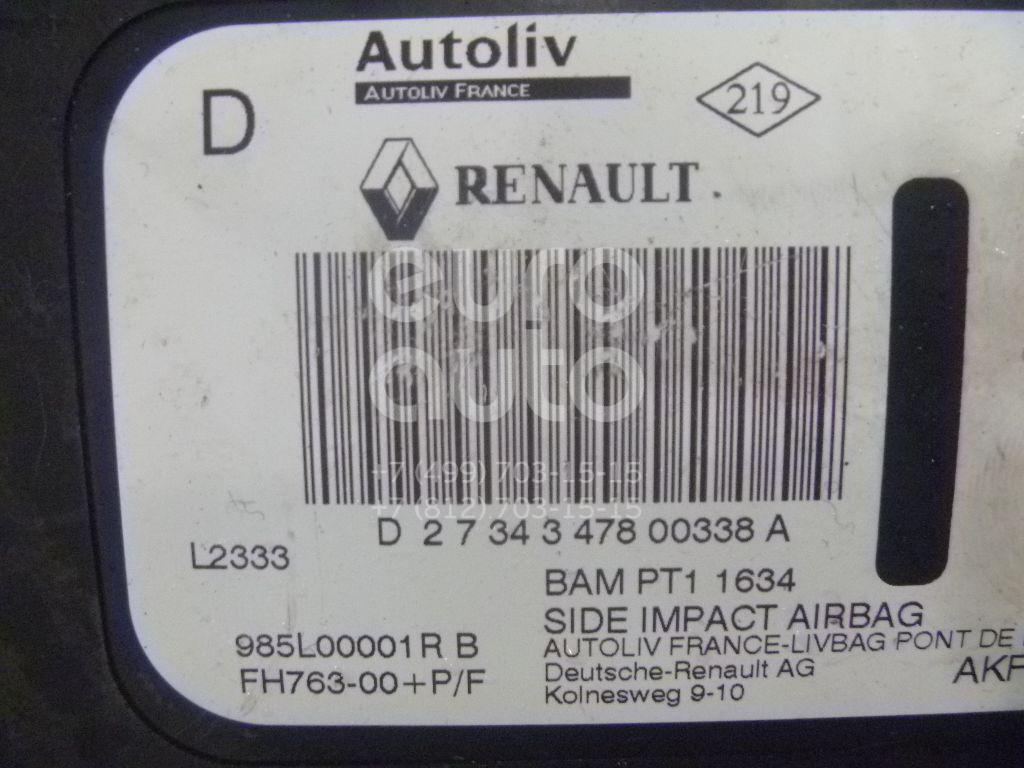 Autoliv
AUTOLIV FRANCE
D
219
RENAULT
euro
auto
+7 (499) 703-15-15
+7 (812) 703-15-15
D 2 7 34 3 478 00338 A
L2333
BAM PT1 1634
SIDE IMPACT AIRBAG
985L00001R B
AUTOLIV FRANCE-LIVBAG PONT DE
FH763-00+P/F
Deutsche-Renault AG
AKF
Kolnesweg 9-10